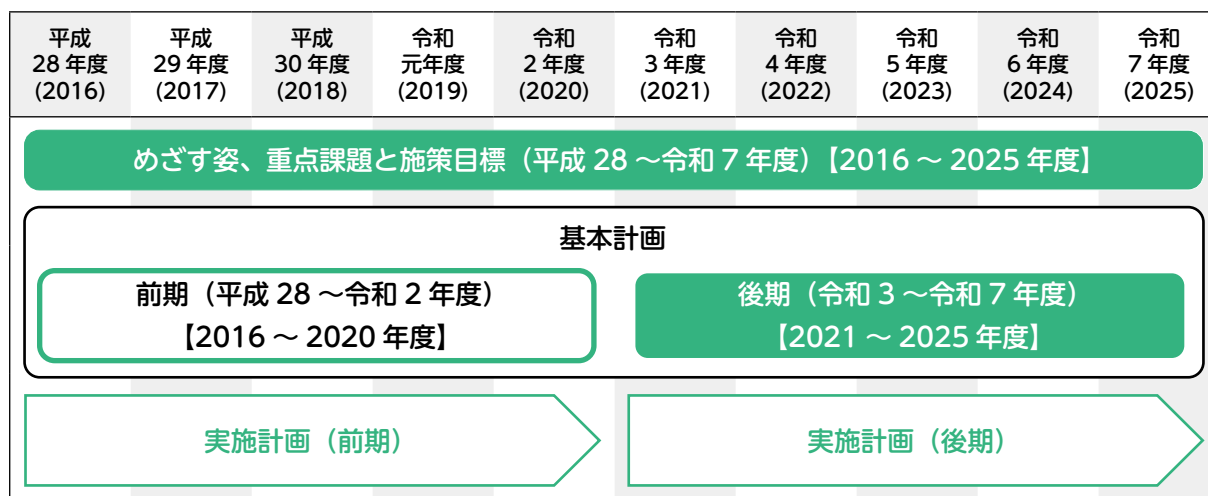 平成
28 年度
(2016)
平成
29 年度
(2017)
平成
30 年度
(2018)
令和
元年度
(2019)
令和
2 年度
(2020)
令和
3 年度
(2021)
令和
4 年度
(2022)
令和
5 年度
(2023)
令和
6 年度
(2024)
令和
7 年度
(2025)
めざす姿、重点課題と施策目標（平成 28 ～令和 7 年度）【2016 ～ 2025 年度】
基本計画
前期（平成 28 ～令和 2 年度）
【2016 ～ 2020 年度】
後期（令和 3 ～令和 7 年度）
【2021 ～ 2025 年度】
実施計画（前期）
実施計画（後期）